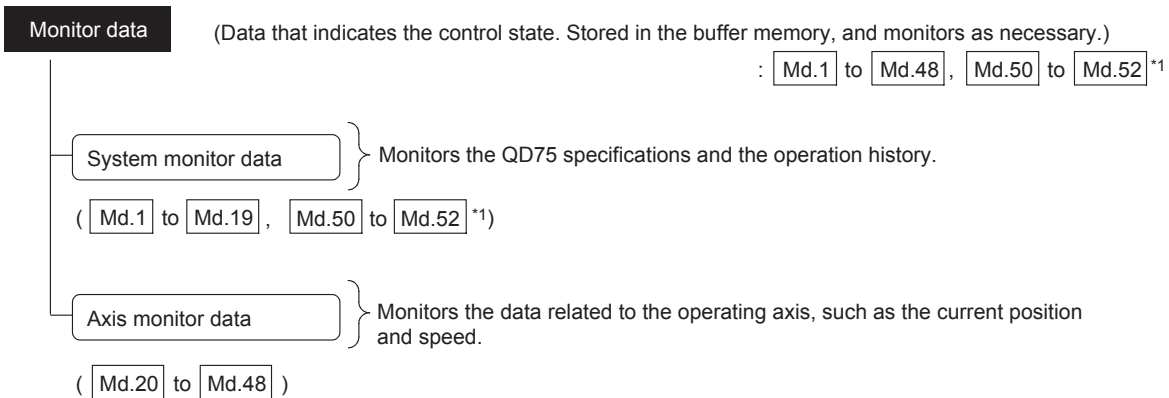 Monitor data (Data that indicates the control state. Stored in the buffer memory, and monitors as necessary.)
: Md.1 to Md.48, Md.50 to Md.52 *1
System monitor data Monitors the QD75 specifications and the operation history.
( Md.1 to Md.19, Md.50 to Md.52 *1)
Axis monitor data Monitors the data related to the operating axis, such as the current position
and speed.
( Md.20 to Md.48 )